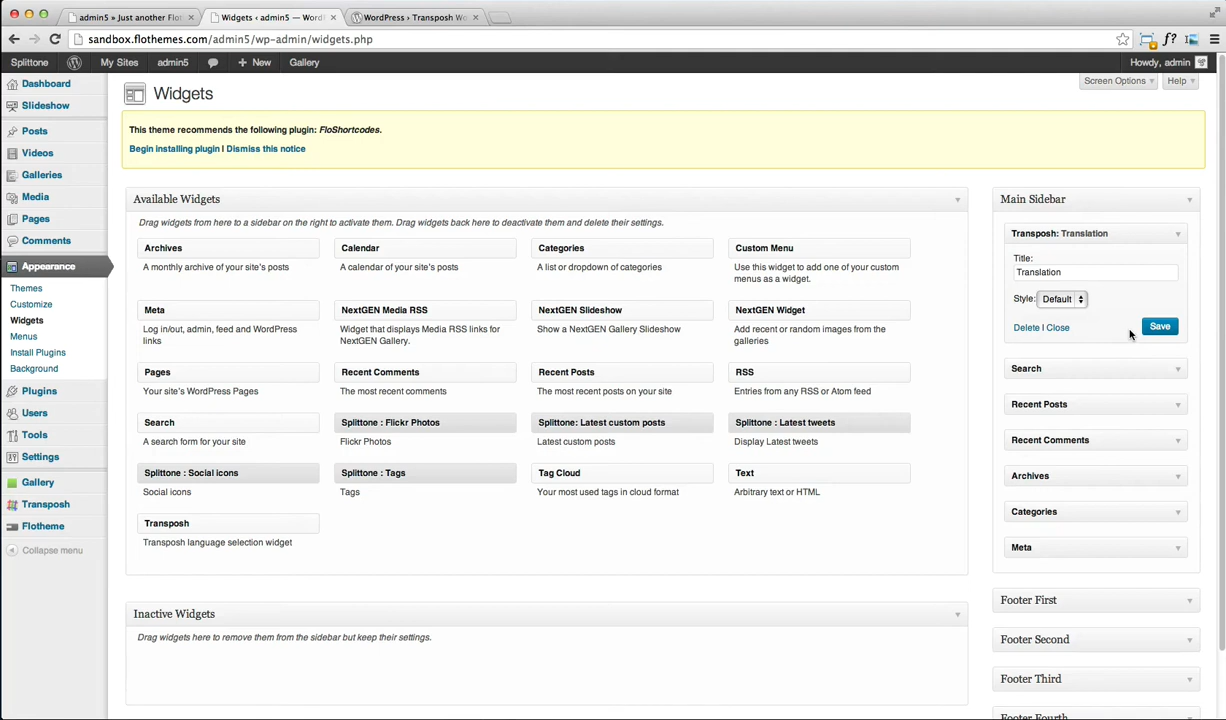 admin5 » Just another Flo
Widgets ‹ admin5 — Word
WordPress › Transposh Wo
sandbox.flothemes.com/admin5/wp-admin/widgets.php
f?
Splittone
My Sites
admin5
+ New
Gallery
Howdy, admin
Dashboard
Slideshow
Posts
Videos
Galleries
Media
Pages
Comments
Appearance
Themes
Customize
Widgets
Menus
Install Plugins
Background
Plugins
Users
Tools
Settings
Gallery
Transposh
Flotheme
Collapse menu
Screen Options
Help
Widgets
This theme recommends the following plugin: FloShortcodes.
Begin installing plugin | Dismiss this notice
Available Widgets
Drag widgets from here to a sidebar on the right to activate them. Drag widgets back here to deactivate them and delete their settings.
Archives
A monthly archive of your site's posts
Calendar
A calendar of your site's posts
Categories
A list or dropdown of categories
Custom Menu
Use this widget to add one of your custom
menus as a widget.
Meta
Log in/out, admin, feed and WordPress
links
NextGEN Media RSS
Widget that displays Media RSS links for
NextGEN Gallery.
NextGEN Slideshow
Show a NextGEN Gallery Slideshow
NextGEN Widget
Add recent or random images from the
galleries
Pages
Your site's WordPress Pages
Recent Comments
The most recent comments
Recent Posts
The most recent posts on your site
RSS
Entries from any RSS or Atom feed
Search
A search form for your site
Splittone : Flickr Photos
Flickr Photos
Splittone: Latest custom posts
Latest custom posts
Splittone : Latest tweets
Display Latest tweets
Splittone : Social icons
Social icons
Splittone : Tags
Tags
Tag Cloud
Your most used tags in cloud format
Text
Arbitrary text or HTML
Transposh
Transposh language selection widget
Inactive Widgets
Drag widgets here to remove them from the sidebar but keep their settings.
Main Sidebar
Transposh: Translation
Title:
Translation
Style: Default
Delete | Close
Save
Search
Recent Posts
Recent Comments
Archives
Categories
Meta
Footer First
Footer Second
Footer Third
Footer Fourth